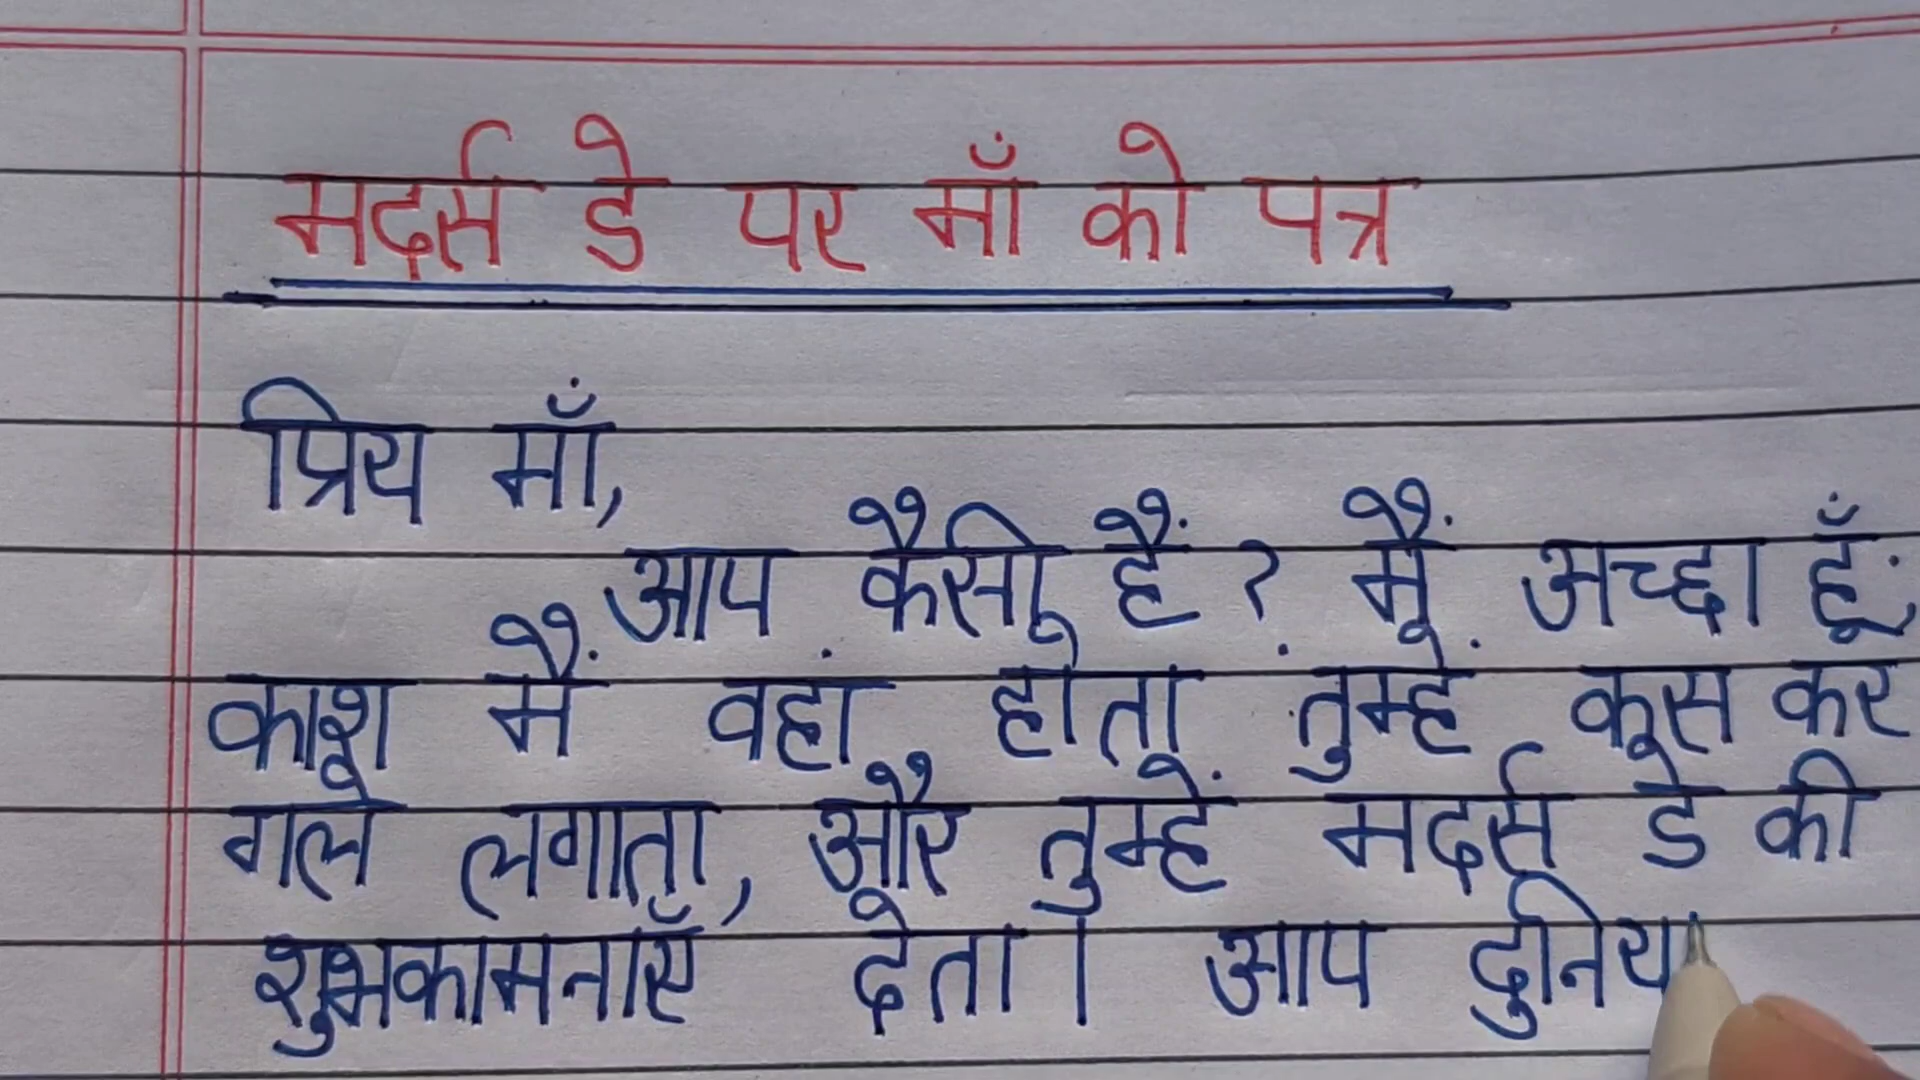 मदर्स डे पर माँ को पत्र
प्रिय माँ,
आप कैसी हैं? मैं अच्छा हूँ;
काश मैं वहां होता तुम्हें कस कर
गले लगाता, और तुम्हें मदर्स डे की
शुभकामनाएँ देता। आप दुनिय